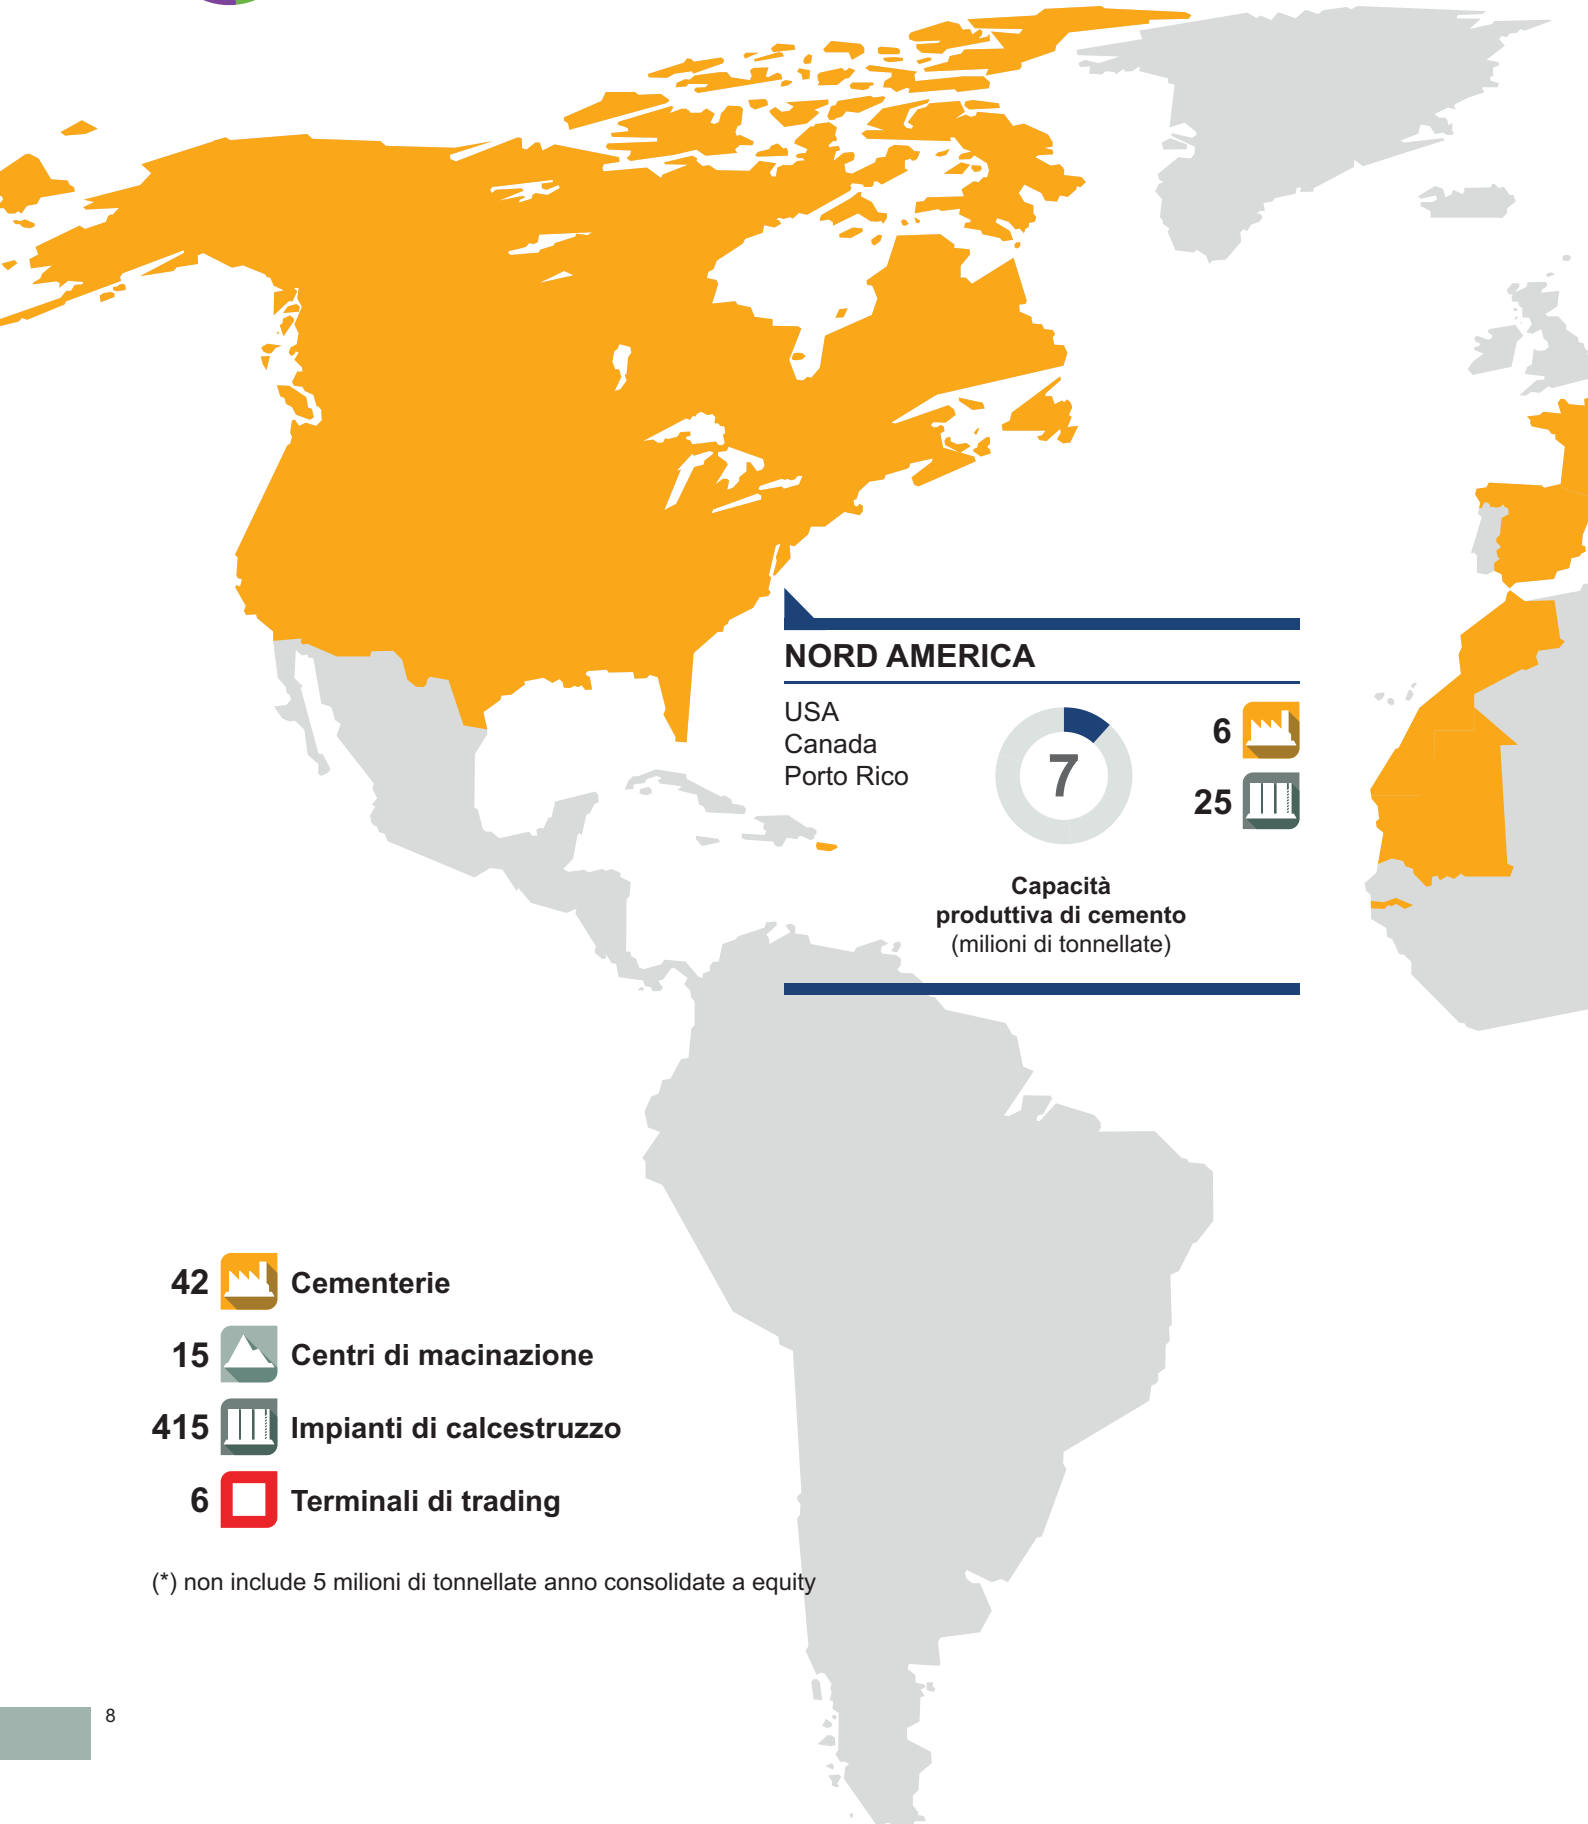 NORD AMERICA
USA
Canada
Porto Rico
7
6
25
Capacità
produttiva di cemento
(milioni di tonnellate)
42 Cementerie
15 Centri di macinazione
415 Impianti di calcestruzzo
6 Terminali di trading
(*) non include 5 milioni di tonnellate anno consolidate a equity
8